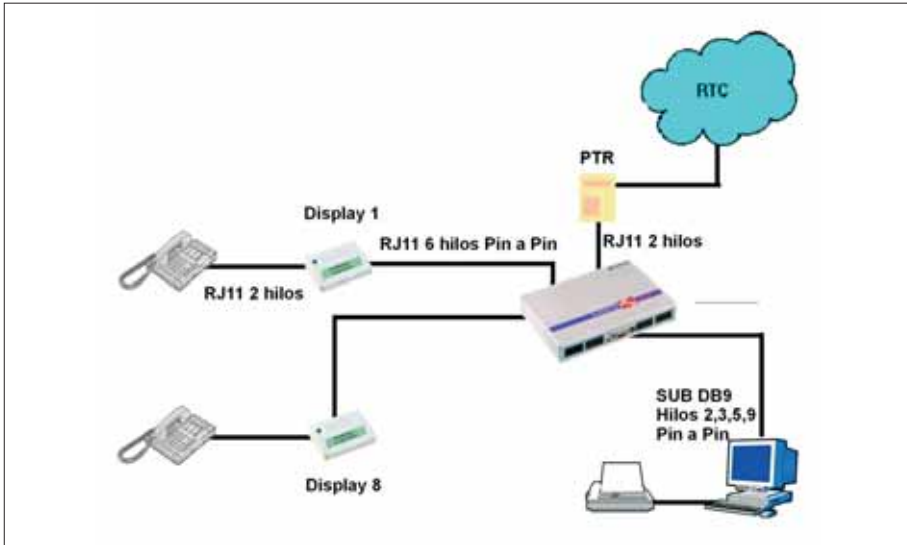 RTC
PTR
Display 1
RJ11 6 hilos Pin a Pin
RJ11 2 hilos
RJ11 2 hilos
SUB DB9
Hilos 2,3,5,9
Pin a Pin
Display 8